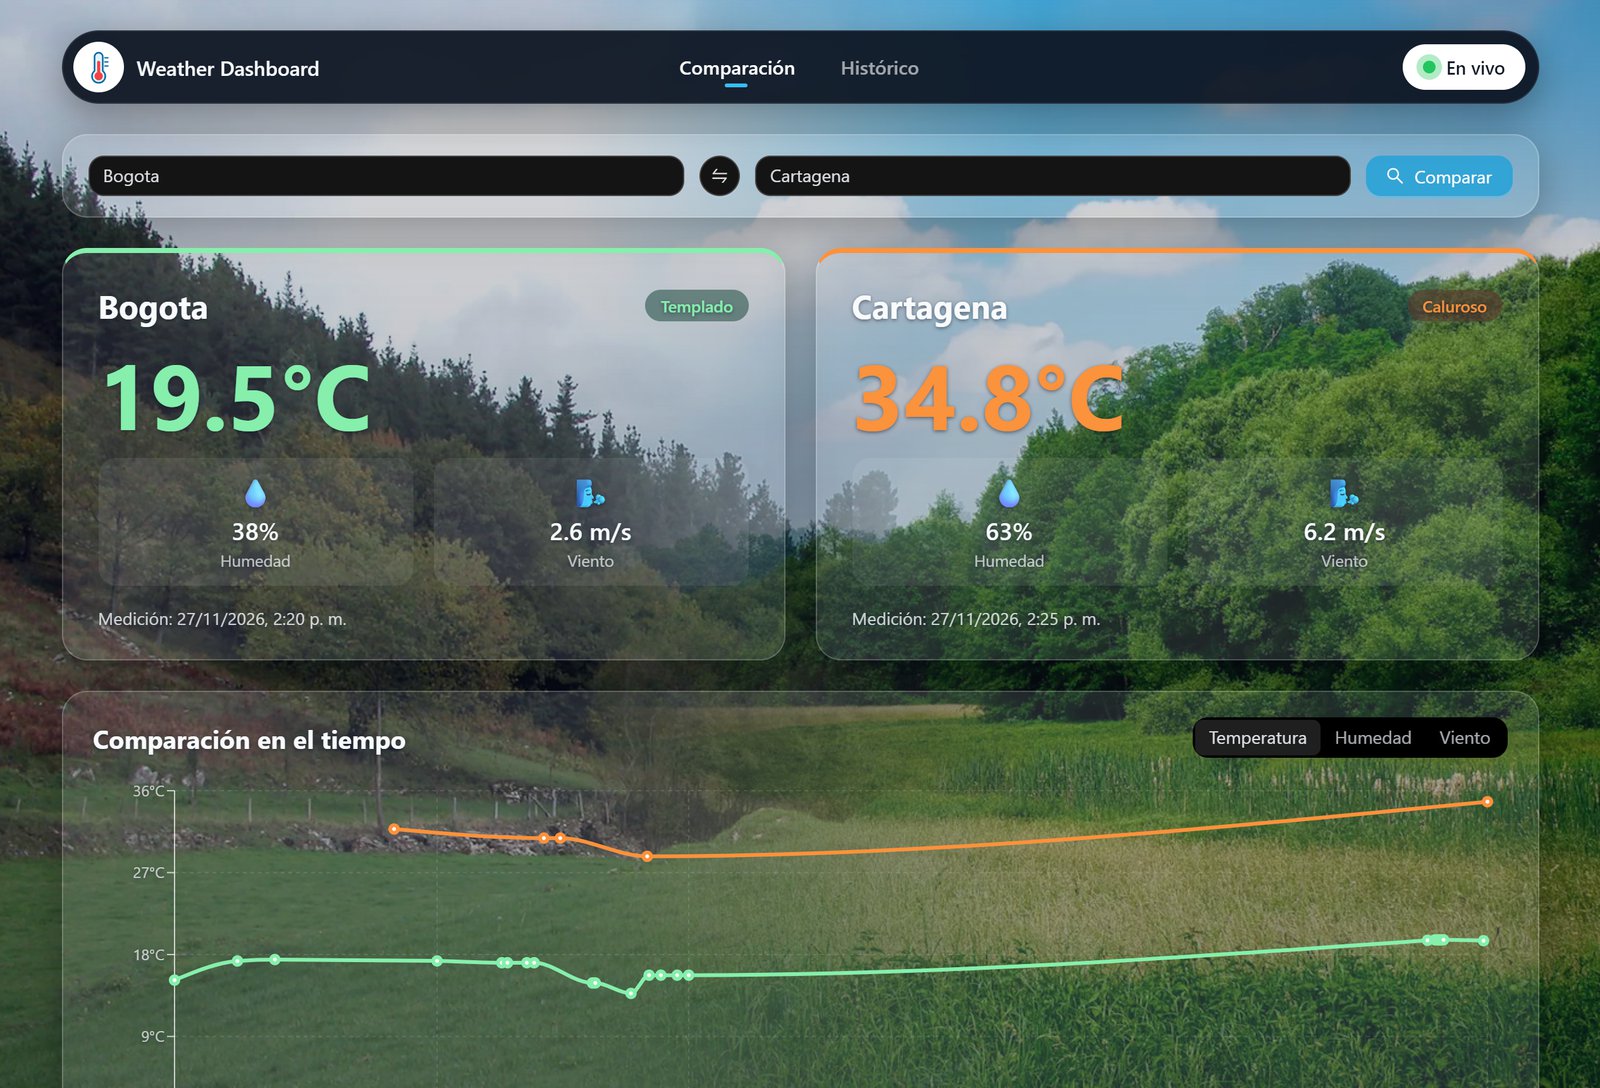 Weather Dashboard
Comparación
Histórico
En vivo
Bogota
Cartagena
Comparar
Bogota
Templado
19.5°C
38%
Humedad
2.6 m/s
Viento
Medición: 27/11/2026, 2:20 p. m.
Cartagena
Caluroso
34.8°C
63%
Humedad
6.2 m/s
Viento
Medición: 27/11/2026, 2:25 p. m.
Comparación en el tiempo
Temperatura
Humedad
Viento
36°C
27°C
18°C
9°C